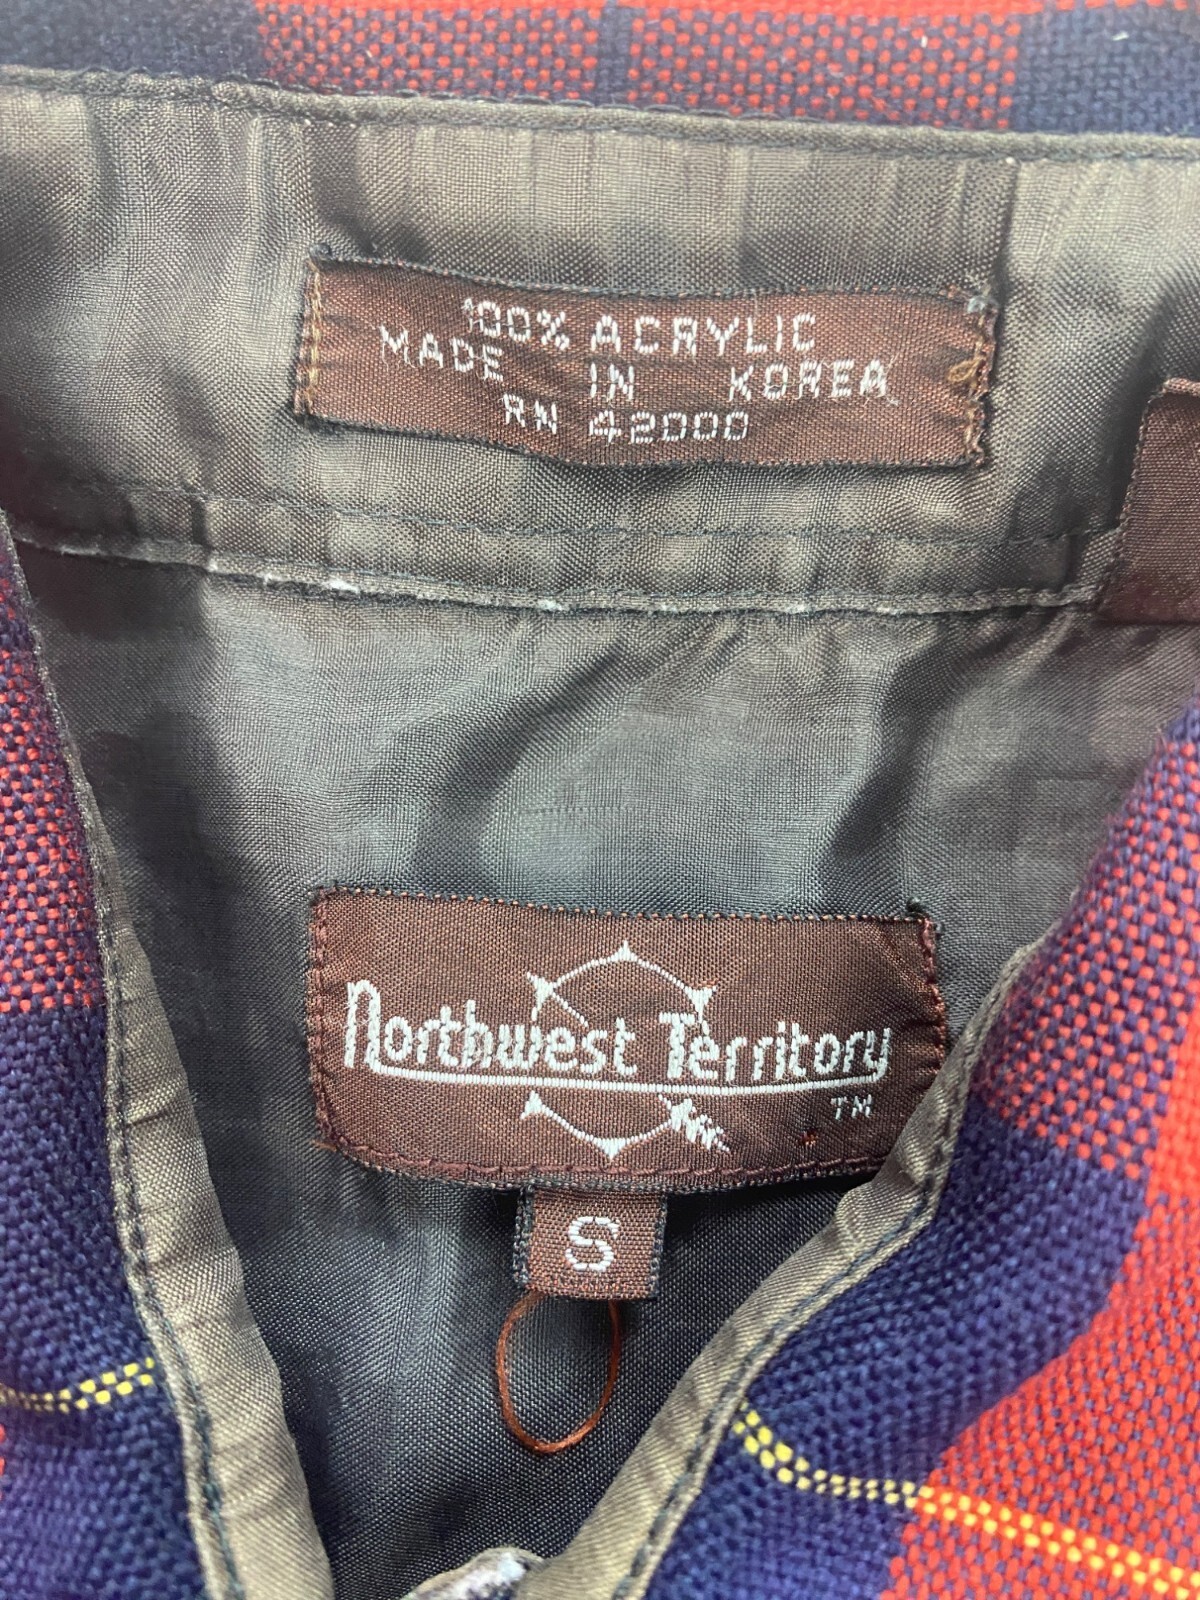 100% ACRYLIC
MADE IN KOREA
RN 42000
Northwest Territory
TM
S